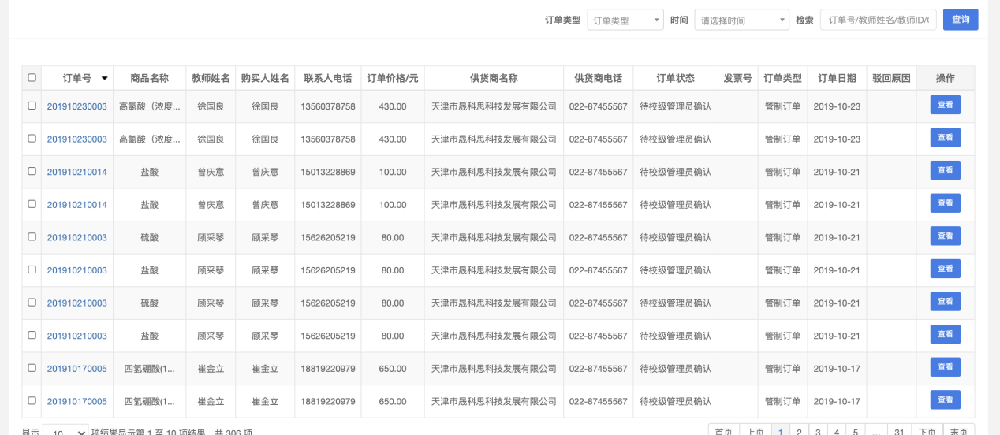 订单类型 订单类型 时间 请选择时间 检索 订单号/教师姓名/教师ID/ 查询
订单号 商品名称 教师姓名 购买人姓名 联系人电话 订单价格/元 供货商名称 供货商电话 订单状态 发票号 订单类型 订单日期 驳回原因 操作
201910230003 高氯酸（浓度... 徐国良 徐国良 13560378758 430.00 天津市晟科思科技发展有限公司 022-87455567 待校级管理员确认 管制订单 2019-10-23 查看
201910230003 高氯酸（浓度... 徐国良 徐国良 13560378758 430.00 天津市晟科思科技发展有限公司 022-87455567 待校级管理员确认 管制订单 2019-10-23 查看
201910210014 盐酸 曾庆意 曾庆意 15013228869 100.00 天津市晟科思科技发展有限公司 022-87455567 待校级管理员确认 管制订单 2019-10-21 查看
201910210014 盐酸 曾庆意 曾庆意 15013228869 100.00 天津市晟科思科技发展有限公司 022-87455567 待校级管理员确认 管制订单 2019-10-21 查看
201910210003 硫酸 顾采琴 顾采琴 15626205219 80.00 天津市晟科思科技发展有限公司 022-87455567 待校级管理员确认 管制订单 2019-10-21 查看
201910210003 盐酸 顾采琴 顾采琴 15626205219 80.00 天津市晟科思科技发展有限公司 022-87455567 待校级管理员确认 管制订单 2019-10-21 查看
201910210003 硫酸 顾采琴 顾采琴 15626205219 80.00 天津市晟科思科技发展有限公司 022-87455567 待校级管理员确认 管制订单 2019-10-21 查看
201910210003 盐酸 顾采琴 顾采琴 15626205219 80.00 天津市晟科思科技发展有限公司 022-87455567 待校级管理员确认 管制订单 2019-10-21 查看
201910170005 四氢硼酸(1... 崔金立 崔金立 18819220979 650.00 天津市晟科思科技发展有限公司 022-87455567 待校级管理员确认 管制订单 2019-10-17 查看
201910170005 四氢硼酸(1... 崔金立 崔金立 18819220979 650.00 天津市晟科思科技发展有限公司 022-87455567 待校级管理员确认 管制订单 2019-10-17 查看
显示 10 项结果显示第 1 至 10 项结果，共 306 项 首页 上页 1 2 3 4 5 ... 31 下页 末页